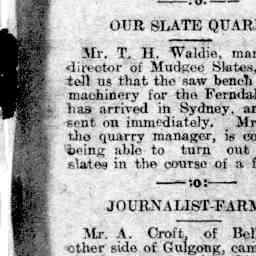 OUR SLATE QUAR
Mr. T. H. Waldie, man
director of Mudgee Slates,
tell us that the saw bench
machinery for the Ferndal
has arrived in Sydney, an
sent on immediately. Mr
the quarry manager, is co
being able to turn out
slates in the course of a f
—:o:—
JOURNALIST-FARM
Mr. A. Croft, of Bel
other side of Gulgong, cam